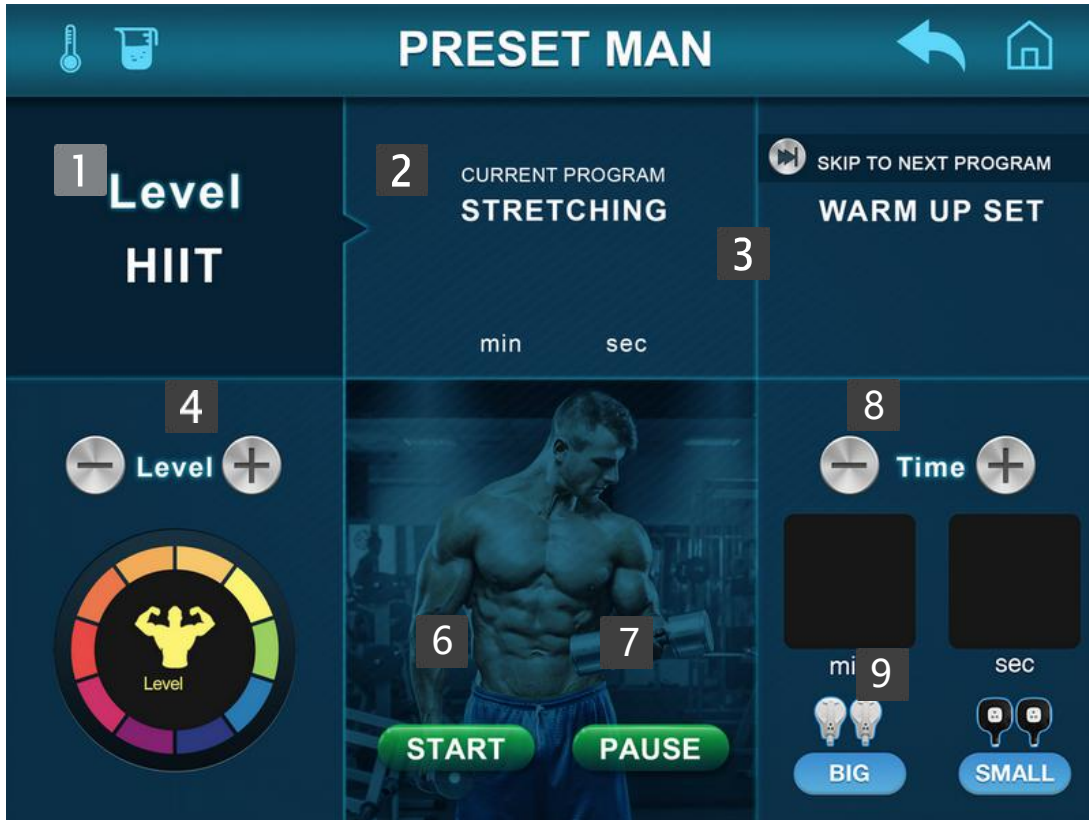 PRESET MAN
1
Level
HIIT
2
CURRENT PROGRAM
STRETCHING
min sec
SKIP TO NEXT PROGRAM
WARM UP SET
3
4
Level
Level
6
7
START
PAUSE
8
Time
sec
9
BIG
SMALL